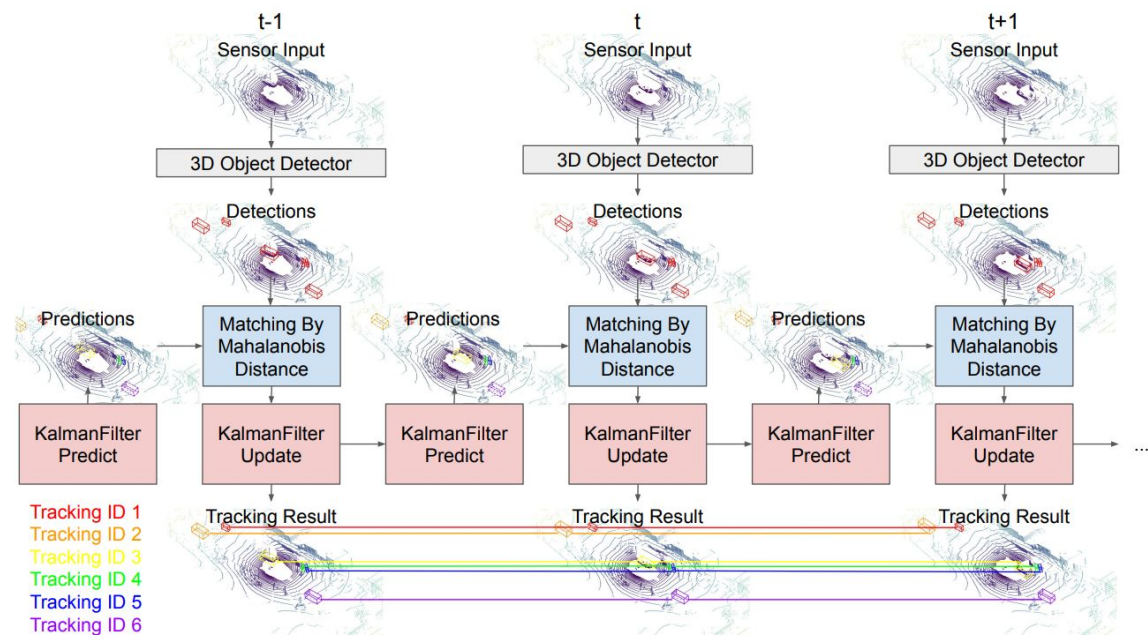 t-1
t
t+1
Sensor Input
Sensor Input
Sensor Input
3D Object Detector
3D Object Detector
3D Object Detector
Detections
Detections
Detections
Predictions
Matching By
Mahalanobis
Distance
Predictions
Matching By
Mahalanobis
Distance
Predictions
Matching By
Mahalanobis
Distance
KalmanFilter
Predict
KalmanFilter
Update
KalmanFilter
Predict
KalmanFilter
Update
KalmanFilter
Predict
KalmanFilter
Update
...
Tracking Result
Tracking Result
Tracking Result
Tracking ID 1
Tracking ID 2
Tracking ID 3
Tracking ID 4
Tracking ID 5
Tracking ID 6